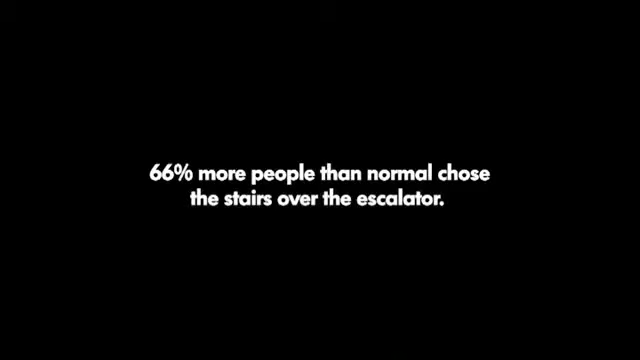 66% more people than normal chose
the stairs over the escalator.